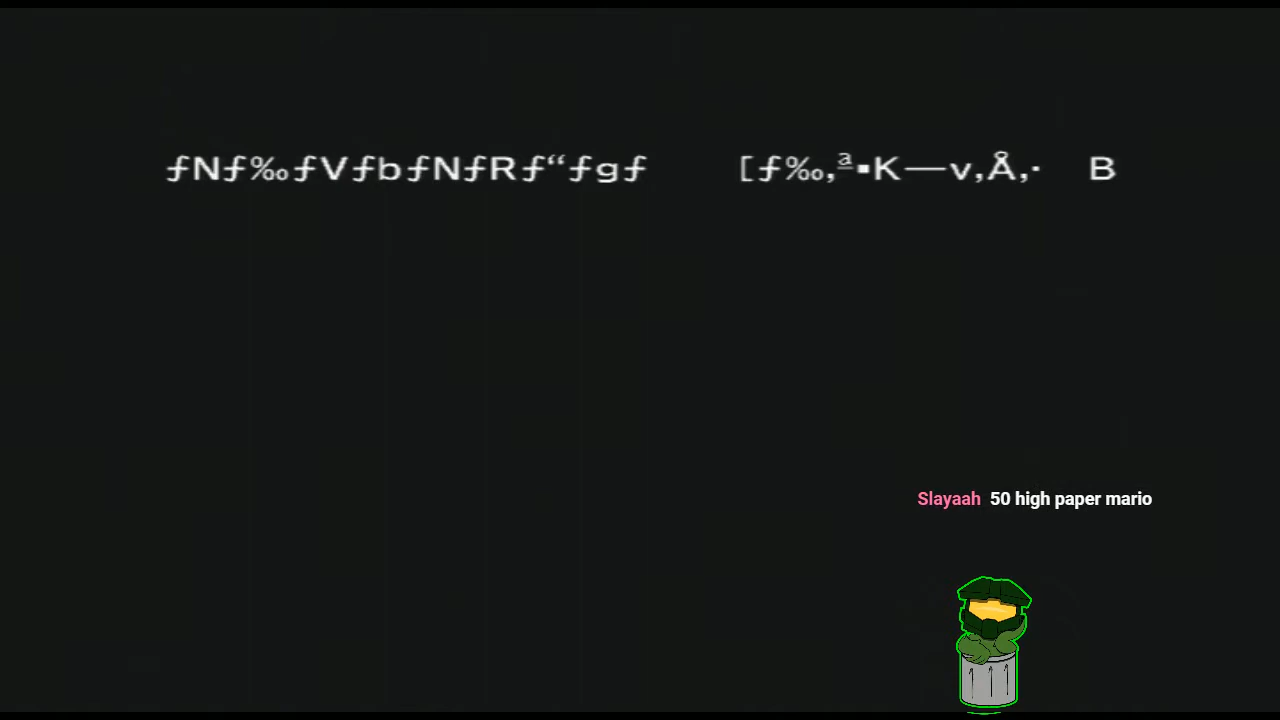 ƒNƒ‰ƒVƒbƒNƒRƒ“ƒgƒ [ƒ‰‚ª▪K—v‚Å‚· B
Slayaah 50 high paper mario